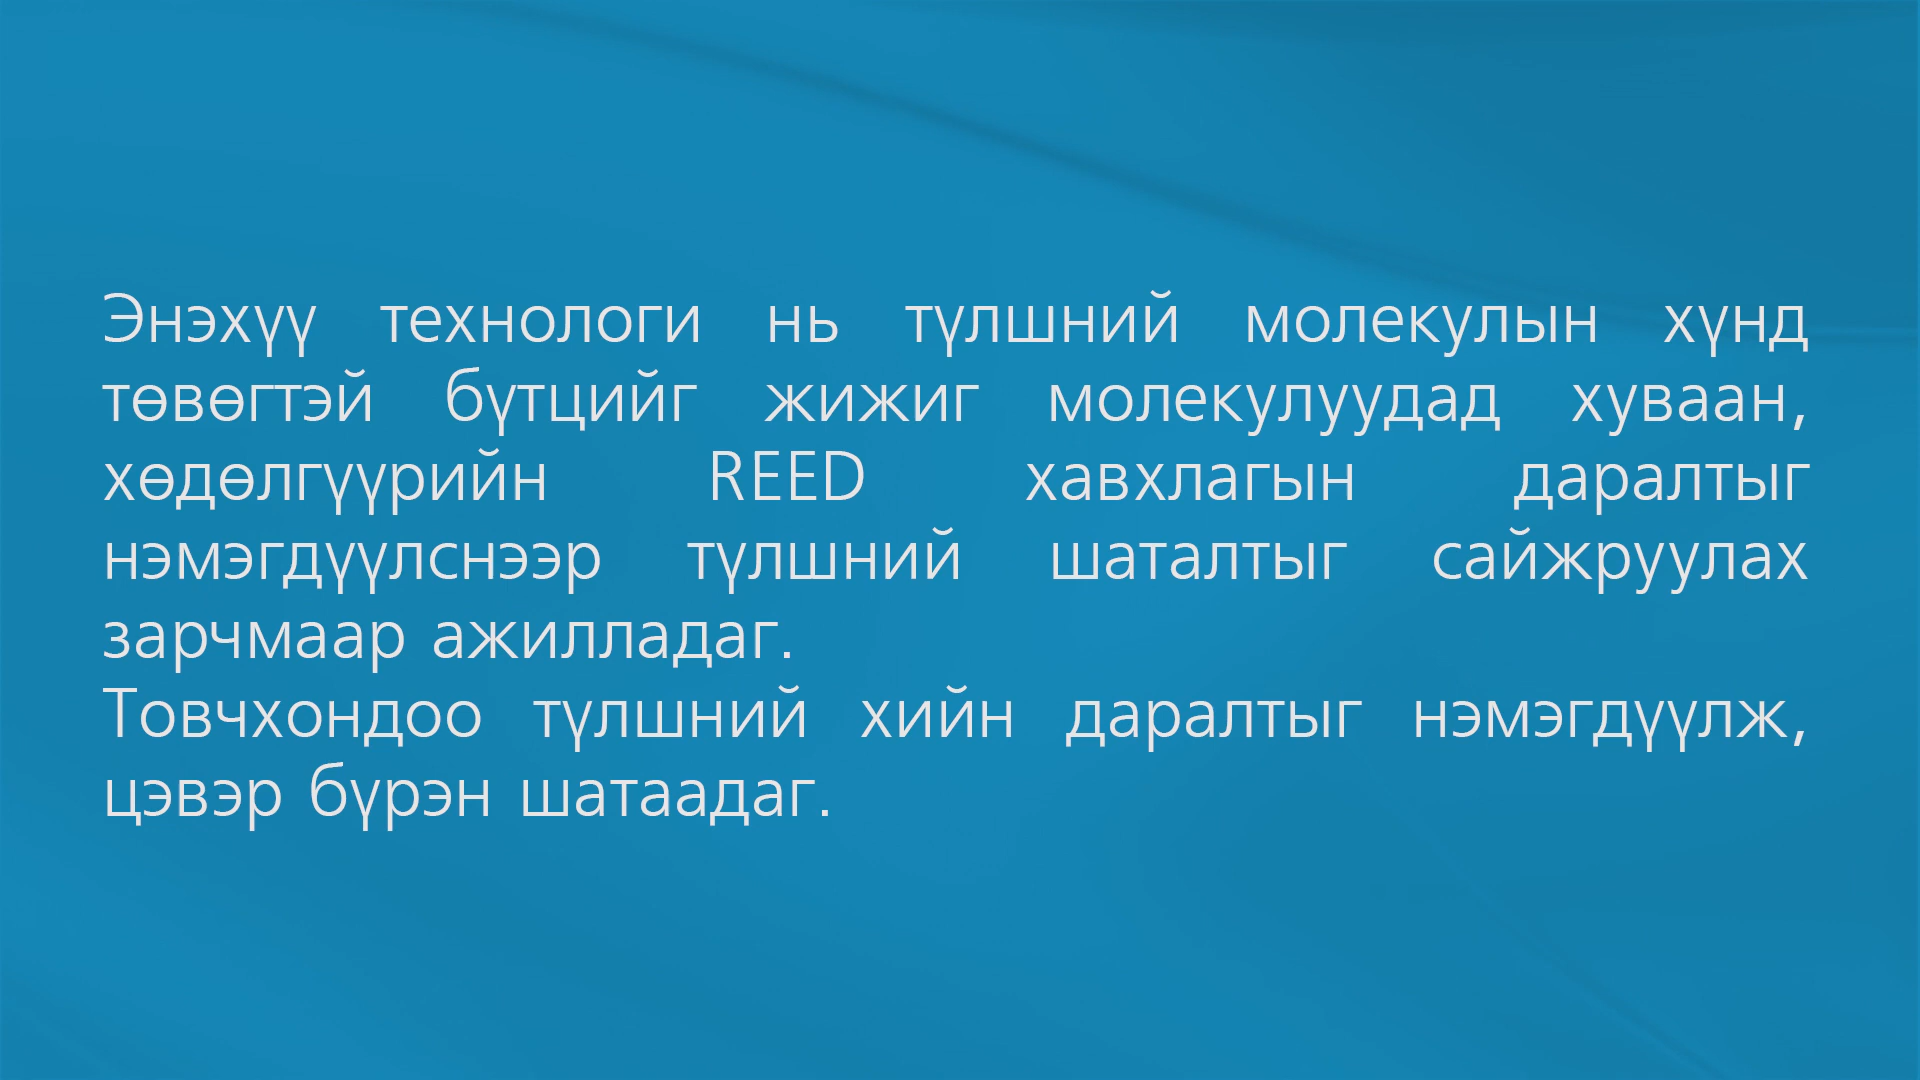 Энэхүү технологи нь түлшний молекулын хүнд
төвөгтэй бүтцийг жижиг молекулуудад хуваан,
хөдөлгүүрийн REED хавхлагын даралтыг
нэмэгдүүлснээр түлшний шаталтыг сайжруулах
зарчмаар ажилладаг.
Товчхондоо түлшний хийн даралтыг нэмэгдүүлж,
цэвэр бүрэн шатаадаг.